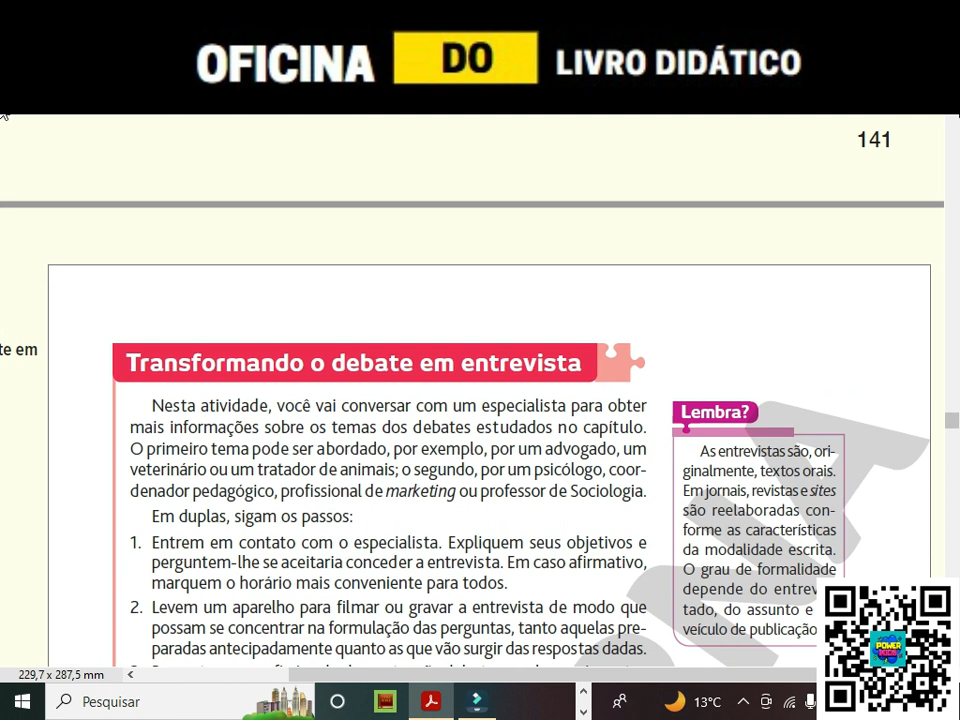 OFICINA DO LIVRO DIDÁTICO
141
te em
Transformando o debate em entrevista
Nesta atividade, você vai conversar com um especialista para obter
mais informações sobre os temas dos debates estudados no capítulo.
O primeiro tema pode ser abordado, por exemplo, por um advogado, um
veterinário ou um tratador de animais; o segundo, por um psicólogo, coor-
denador pedagógico, profissional de marketing ou professor de Sociologia.
Em duplas, sigam os passos:
1. Entrem em contato com o especialista. Expliquem seus objetivos e
perguntem-lhe se aceitaria conceder a entrevista. Em caso afirmativo,
marquem o horário mais conveniente para todos.
2. Levem um aparelho para filmar ou gravar a entrevista de modo que
possam se concentrar na formulação das perguntas, tanto aquelas pre-
paradas antecipadamente quanto as que vão surgir das respostas dadas.
Lembra?
As entrevistas são, ori-
ginalmente, textos orais.
Em jornais, revistas e sites
são reelaboradas con-
forme as características
da modalidade escrita.
O grau de formalidade
depende do entrev
tado, do assunto e
veículo de publicação
POWER
229,7 x 287,5 mm
Pesquisar
13°C